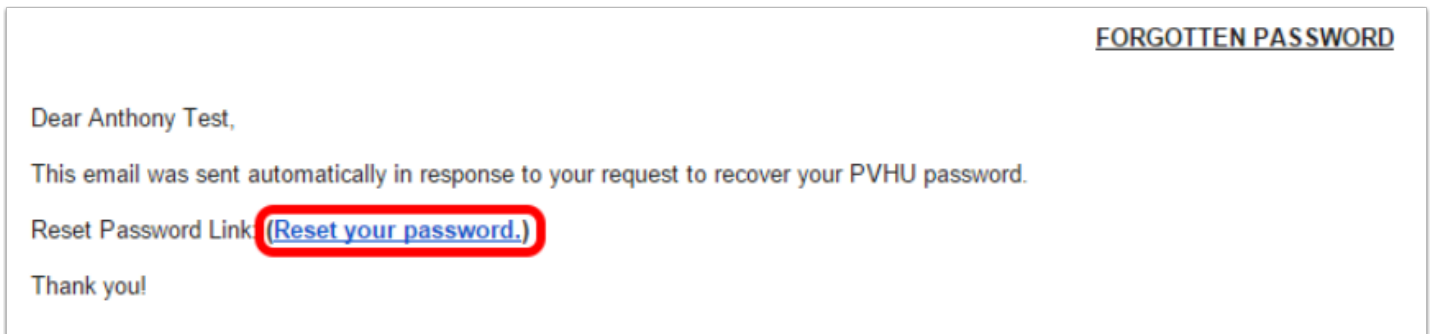 FORGOTTEN PASSWORD
Dear Anthony Test,
This email was sent automatically in response to your request to recover your PVHU password.
Reset Password Link: (Reset your password.)
Thank you!